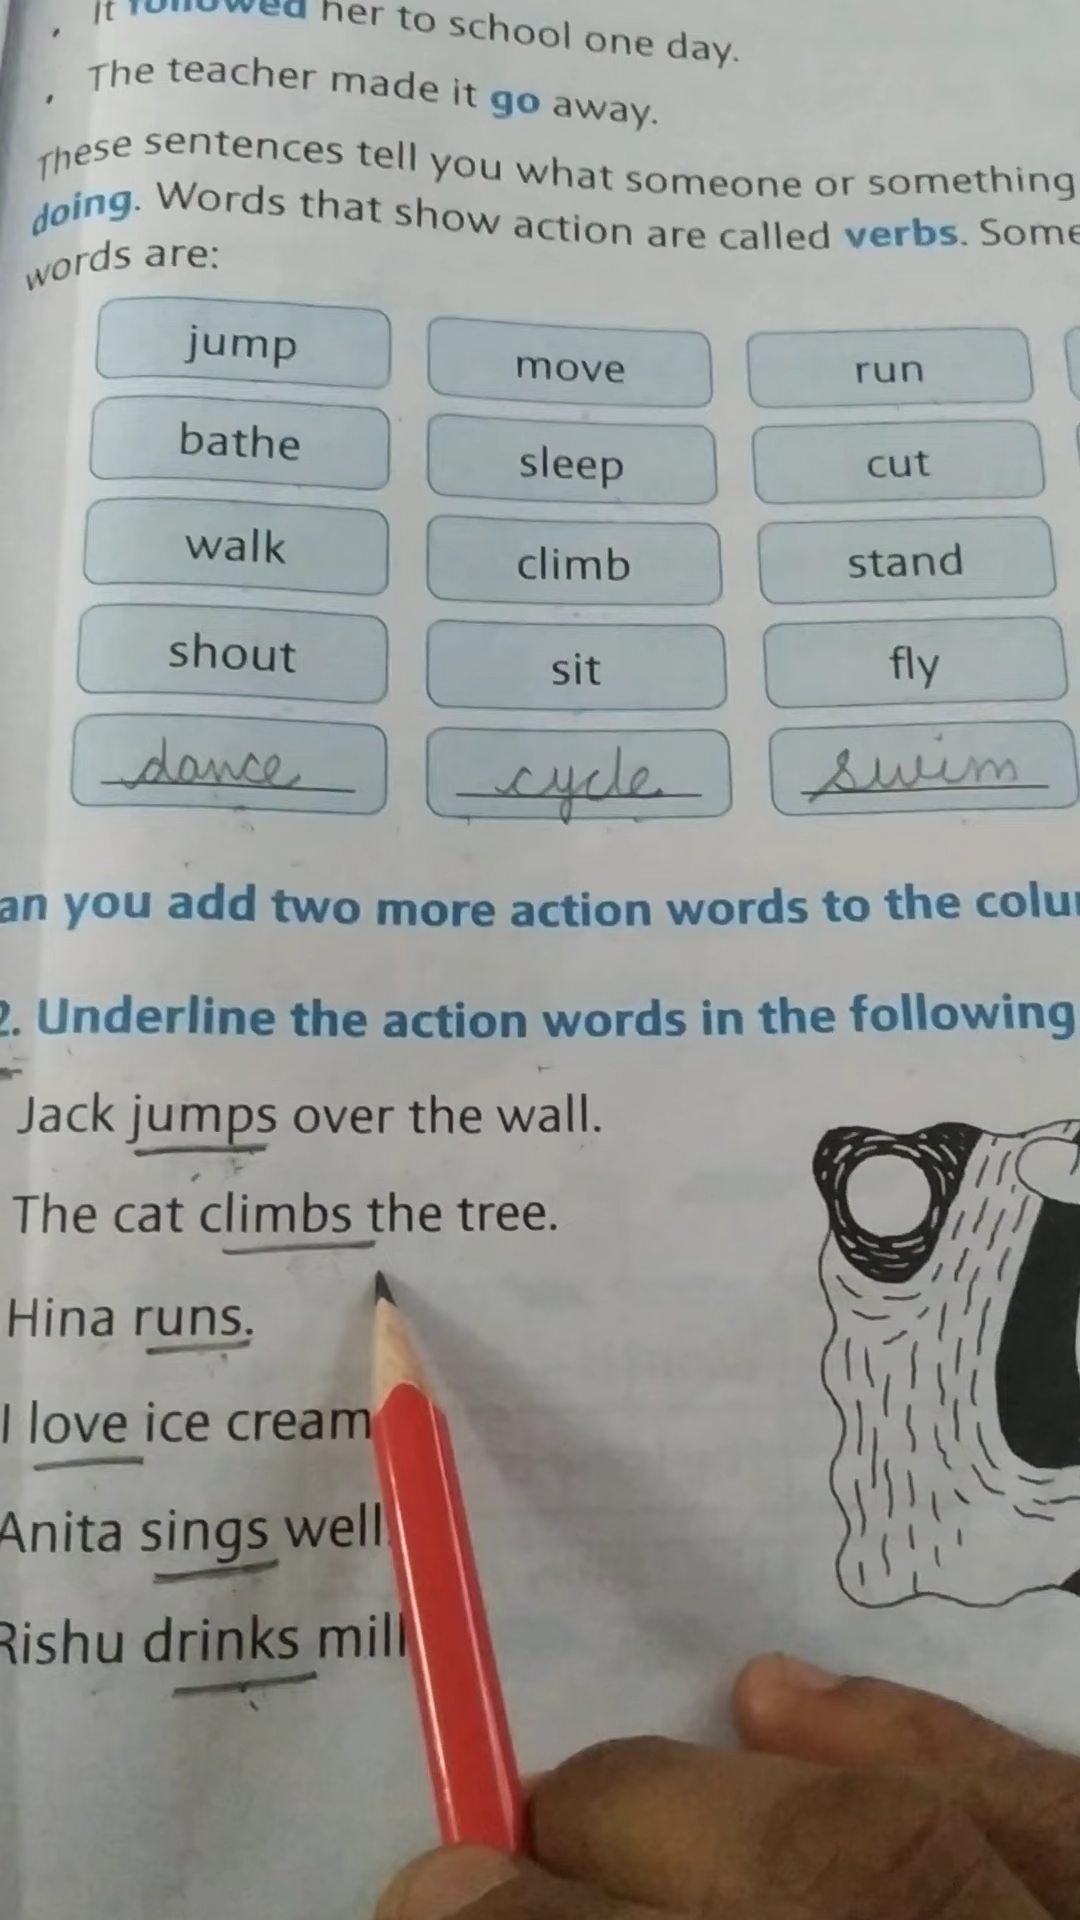 It followed her to school one day.
The teacher made it go away.
These sentences tell you what someone or something
doing. Words that show action are called verbs. Some
words are:
jump move run
bathe sleep cut
walk climb stand
shout sit fly
dance cycle swim
an you add two more action words to the colu
2. Underline the action words in the following
Jack jumps over the wall.
The cat climbs the tree.
Hina runs.
I love ice cream
Anita sings well
Rishu drinks mil